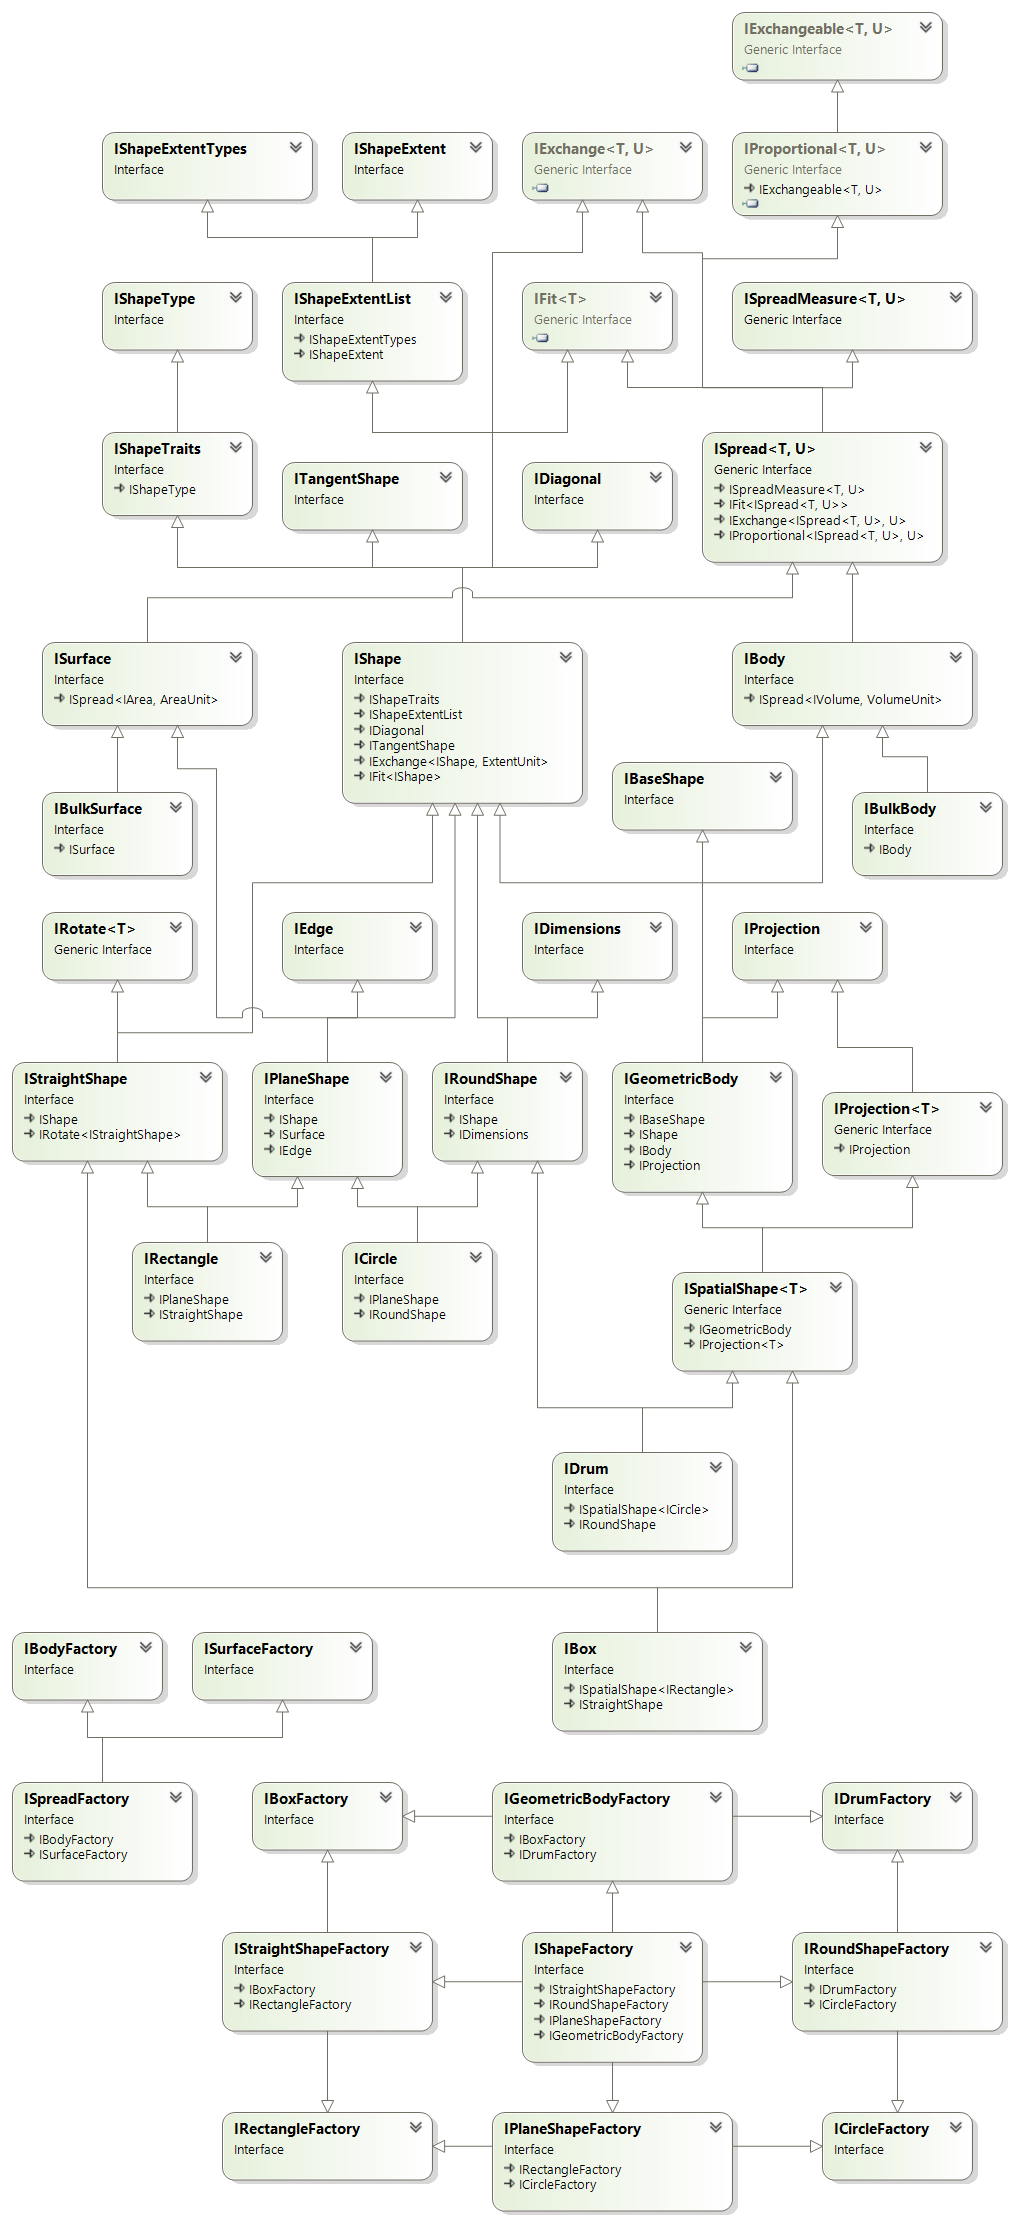 IExchangeable<T, U>
Generic Interface
IShapeExtentTypes
Interface
IShapeExtent
Interface
IExchange<T, U>
Generic Interface
IProportional<T, U>
Generic Interface
IExchangeable<T, U>
IShapeType
Interface
IShapeExtentList
Interface
IShapeExtentTypes
IShapeExtent
IFit<T>
Generic Interface
ISpreadMeasure<T, U>
Generic Interface
IShapeTraits
Interface
IShapeType
ITangentShape
Interface
IDiagonal
Interface
ISpread<T, U>
Generic Interface
ISpreadMeasure<T, U>
IFit<ISpread<T, U>>
IExchange<ISpread<T, U>, U>
IProportional<ISpread<T, U>, U>
ISurface
Interface
ISpread<IArea, AreaUnit>
IShape
Interface
IShapeTraits
IShapeExtentList
IDiagonal
ITangentShape
IExchange<IShape, ExtentUnit>
IFit<IShape>
IBody
Interface
ISpread<IVolume, VolumeUnit>
IBaseShape
Interface
IBulkSurface
Interface
ISurface
IBulkBody
Interface
IBody
IRotate<T>
Generic Interface
IEdge
Interface
IDimensions
Interface
IProjection
Interface
IStraightShape
Interface
IShape
IRotate<IStraightShape>
IPlaneShape
Interface
IShape
ISurface
IEdge
IRoundShape
Interface
IShape
IDimensions
IGeometricBody
Interface
IBaseShape
IShape
IBody
IProjection
IProjection<T>
Generic Interface
IProjection
IRectangle
Interface
IPlaneShape
IStraightShape
ICircle
Interface
IPlaneShape
IRoundShape
ISpatialShape<T>
Generic Interface
IGeometricBody
IProjection<T>
IDrum
Interface
ISpatialShape<ICircle>
IRoundShape
IBodyFactory
Interface
ISurfaceFactory
Interface
IBox
Interface
ISpatialShape<IRectangle>
IStraightShape
ISpreadFactory
Interface
IBodyFactory
ISurfaceFactory
IBoxFactory
Interface
IGeometricBodyFactory
Interface
IBoxFactory
IDrumFactory
IDrumFactory
Interface
IStraightShapeFactory
Interface
IBoxFactory
IRectangleFactory
IShapeFactory
Interface
IStraightShapeFactory
IRoundShapeFactory
IPlaneShapeFactory
IGeometricBodyFactory
IRoundShapeFactory
Interface
IDrumFactory
ICircleFactory
IRectangleFactory
Interface
IPlaneShapeFactory
Interface
IRectangleFactory
ICircleFactory
ICircleFactory
Interface